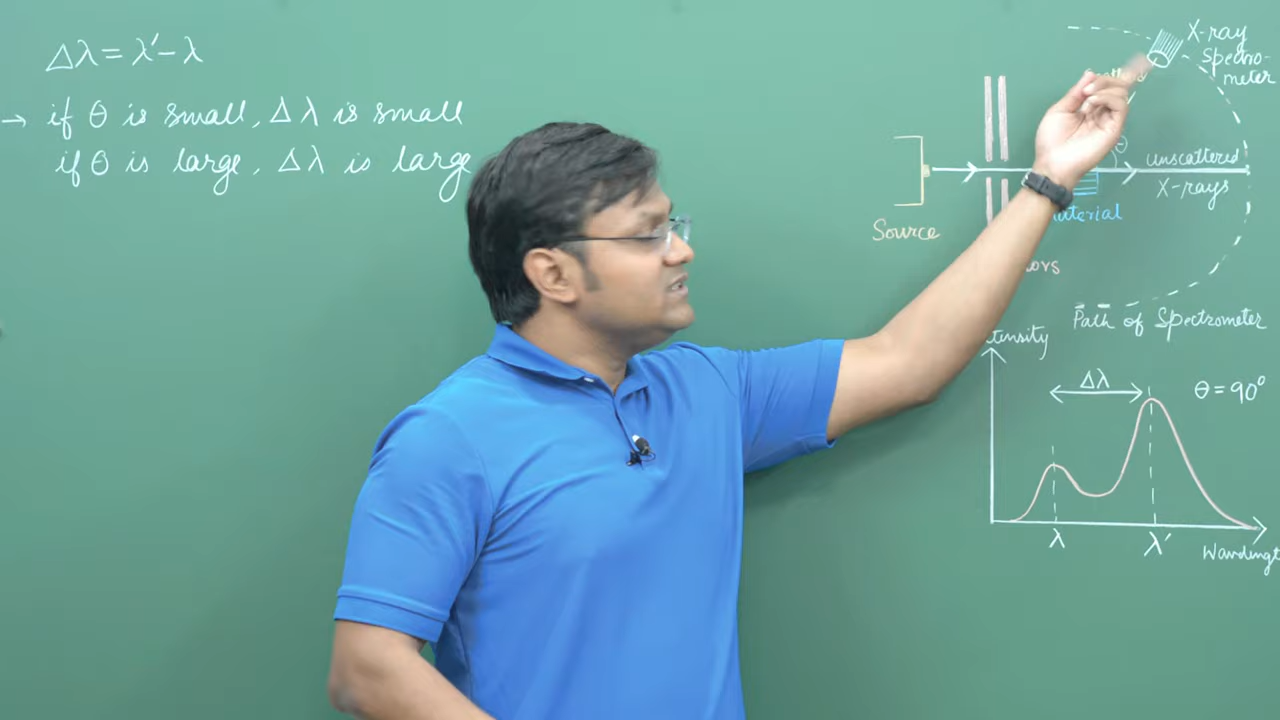 Δλ = λ′ − λ
→ if θ is small, Δλ is small
if θ is large, Δλ is large
X-ray
Spectro-
meter
θ
unscattered
X-rays
Source
Path of Spectrometer
Δλ
θ = 90°
λ
λ′